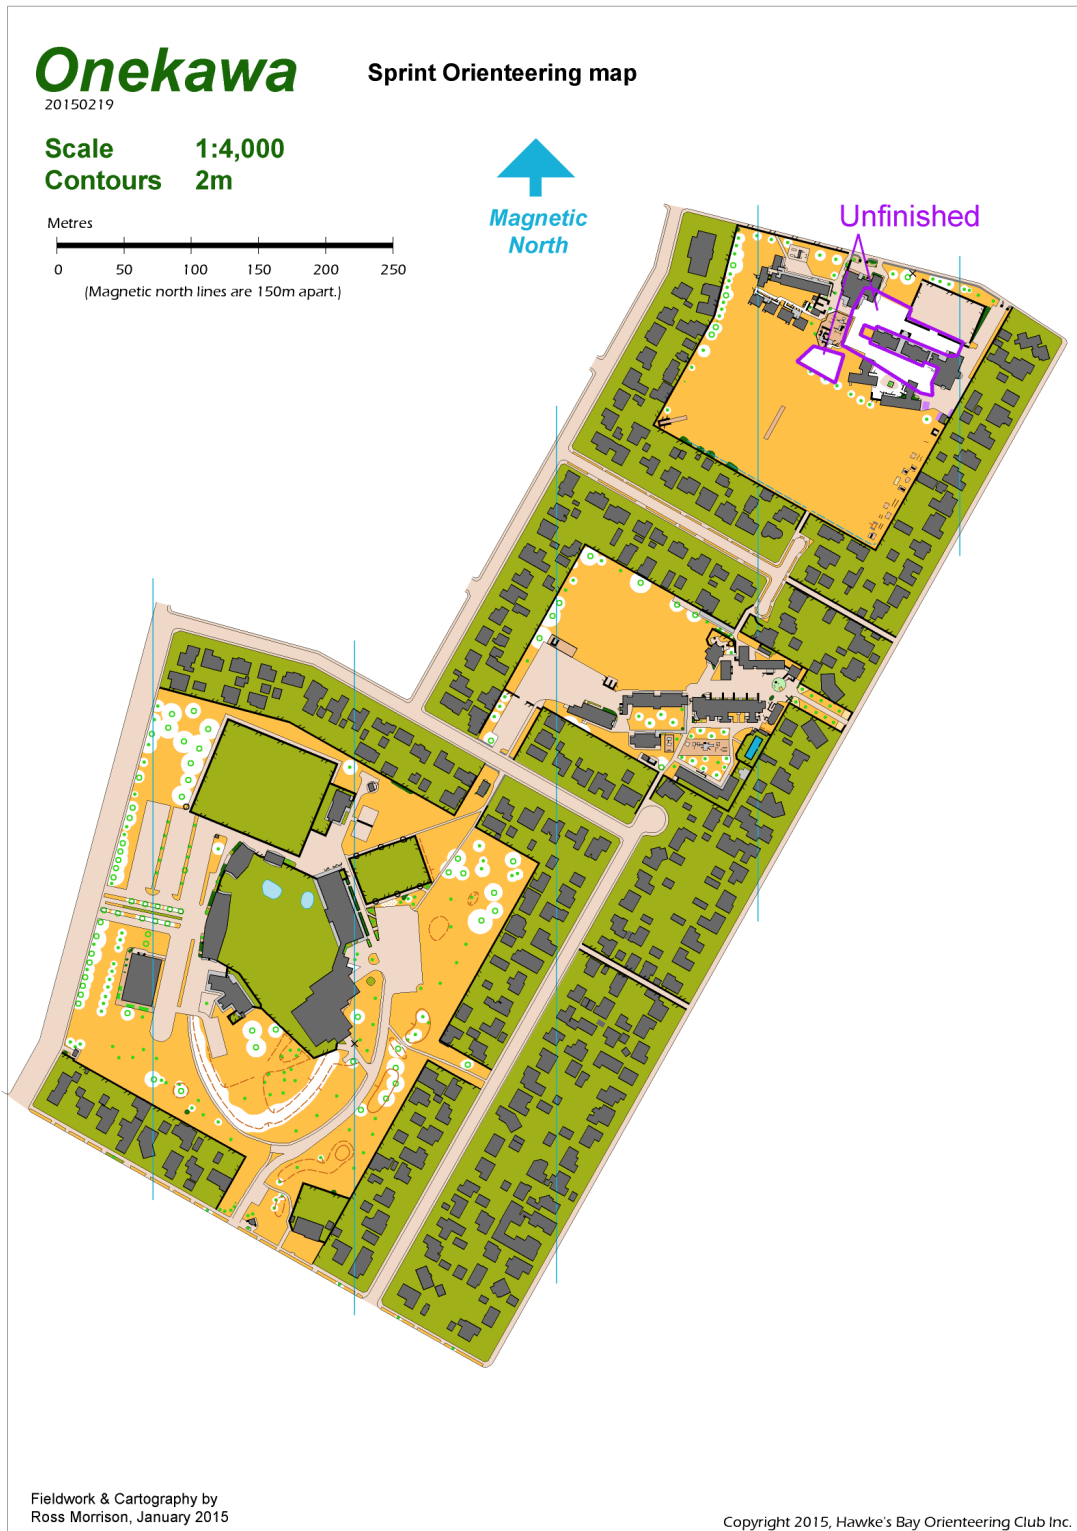 Onekawa
20150219
Sprint Orienteering map
Scale 1:4,000
Contours 2m
Metres
0 50 100 150 200 250
(Magnetic north lines are 150m apart.)
Magnetic
North
Unfinished
Fieldwork & Cartography by
Ross Morrison, January 2015
Copyright 2015, Hawke's Bay Orienteering Club Inc.